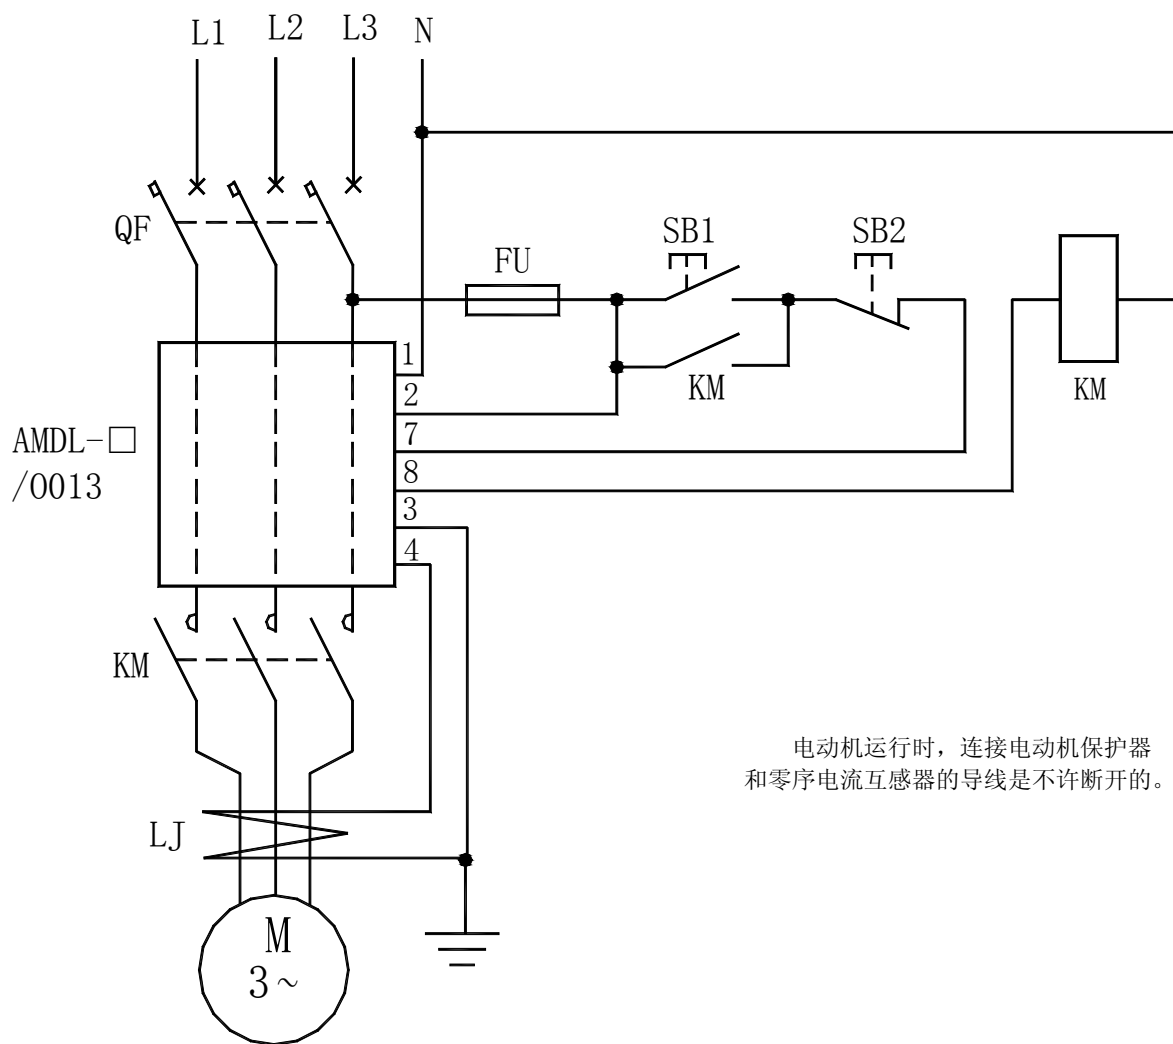 L1 L2 L3 N
QF
FU
SB1
SB2
KM
KM
AMDL-□
/0013
1
2
7
8
3
4
KM
电动机运行时，连接电动机保护器
和零序电流互感器的导线是不许断开的。
LJ
M
3~